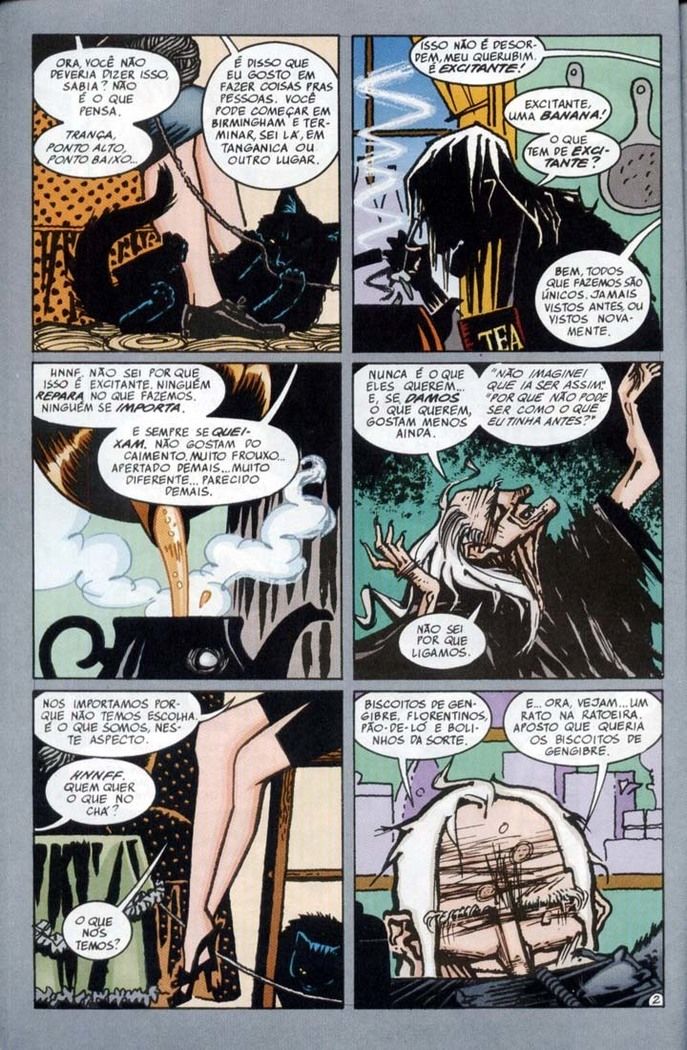 ORA, VOCÊ NÃO
DEVERIA DIZER ISSO,
SABIA? NÃO
É O QUE
PENSA.
TRANÇA,
PONTO ALTO,
PONTO BAIXO...
É DISSO QUE
EU GOSTO EM
FAZER COISAS PRAS
PESSOAS. VOCÊ
PODE COMEÇAR EM
BIRMINGHAM E TER-
MINAR, SEI LÁ, EM
TANGANICA OU
OUTRO LUGAR.
ISSO NÃO É DESOR-
DEM, MEU QUERUBIM.
É EXCITANTE!
EXCITANTE,
UMA BANANA!
O QUE
TEM DE EXCI-
TANTE?
BEM, TODOS
QUE FAZEMOS SÃO
ÚNICOS. JAMAIS
VISTOS ANTES, OU
VISTOS NOVA-
MENTE.
TEA
HNNF. NÃO SEI POR QUE
ISSO É EXCITANTE. NINGUÉM
REPARA NO QUE FAZEMOS.
NINGUÉM SE IMPORTA.
E SEMPRE SE QUEI-
XAM. NÃO GOSTAM DO
CAIMENTO, MUITO FROUXO...
APERTADO DEMAIS... MUITO
DIFERENTE... PARECIDO
DEMAIS.
NUNCA É O QUE
ELES QUEREM...
E, SE DAMOS
O QUE QUEREM,
GOSTAM MENOS
AINDA.
"NÃO IMAGINEI
QUE IA SER ASSIM."
"POR QUE NÃO PODE
SER COMO O QUE
EU TINHA ANTES?"
NÃO SEI
POR QUE
LIGAMOS.
NOS IMPORTAMOS POR-
QUE NÃO TEMOS ESCOLHA.
É O QUE SOMOS, NES-
TE ASPECTO.
HNNFF.
QUEM QUER
O QUE NO
CHÁ?
O QUE
NÓS
TEMOS?
BISCOITOS DE GEN-
GIBRE, FLORENTINOS,
PÃO-DE-LÓ E BOLI-
NHOS DA SORTE.
E... ORA, VEJAM... UM
RATO NA RATOEIRA.
APOSTO QUE QUERIA
OS BISCOITOS DE
GENGIBRE.
2